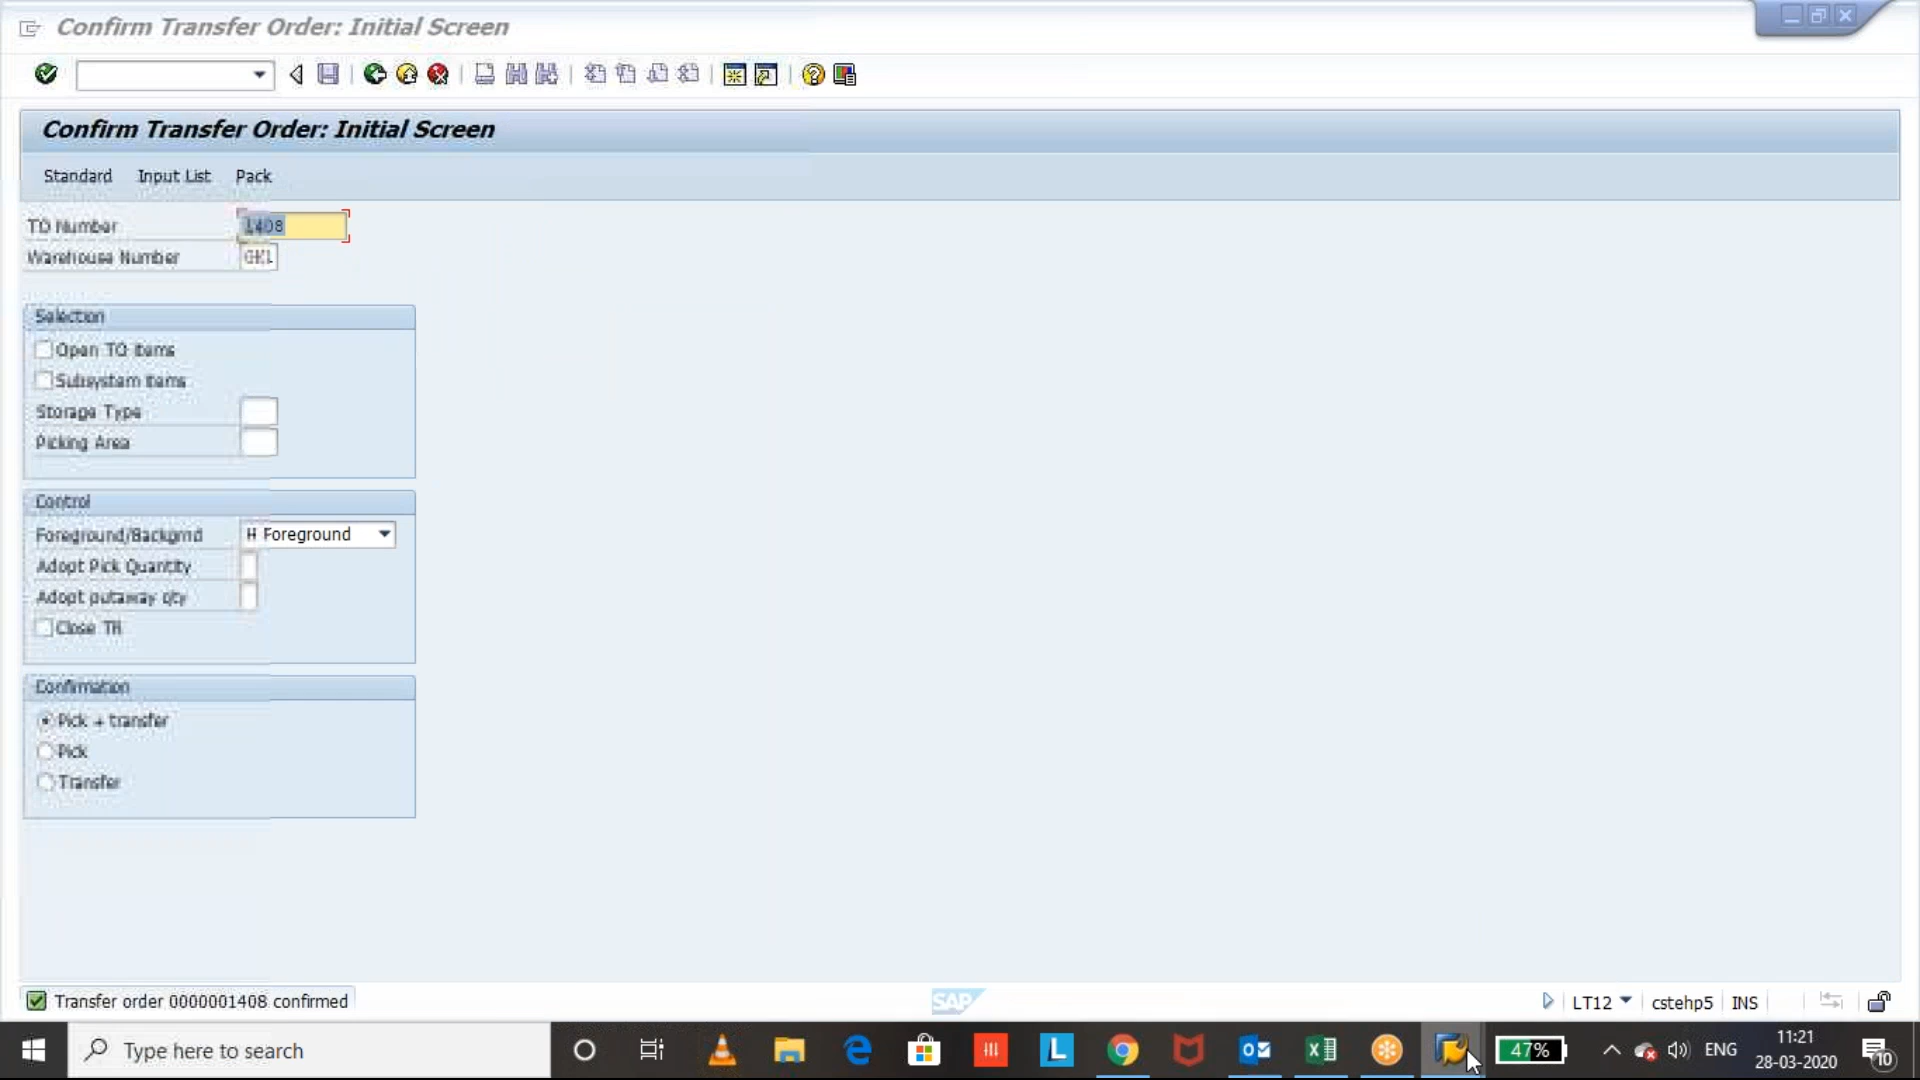 Confirm Transfer Order: Initial Screen
Confirm Transfer Order: Initial Screen
Standard Input List Pack
TO Number 1408
Warehouse Number GK1
Selection
Open TO items
Subsystem items
Storage Type
Picking Area
Control
Foreground/Backgrnd H Foreground
Adopt Pick Quantity
Adopt putaway qty
Close TR
Confirmation
Pick + transfer
Pick
Transfer
Transfer order 0000001408 confirmed
SAP
LT12 cstehp5 INS
Type here to search
L
47%
ENG
11:21
28-03-2020
10